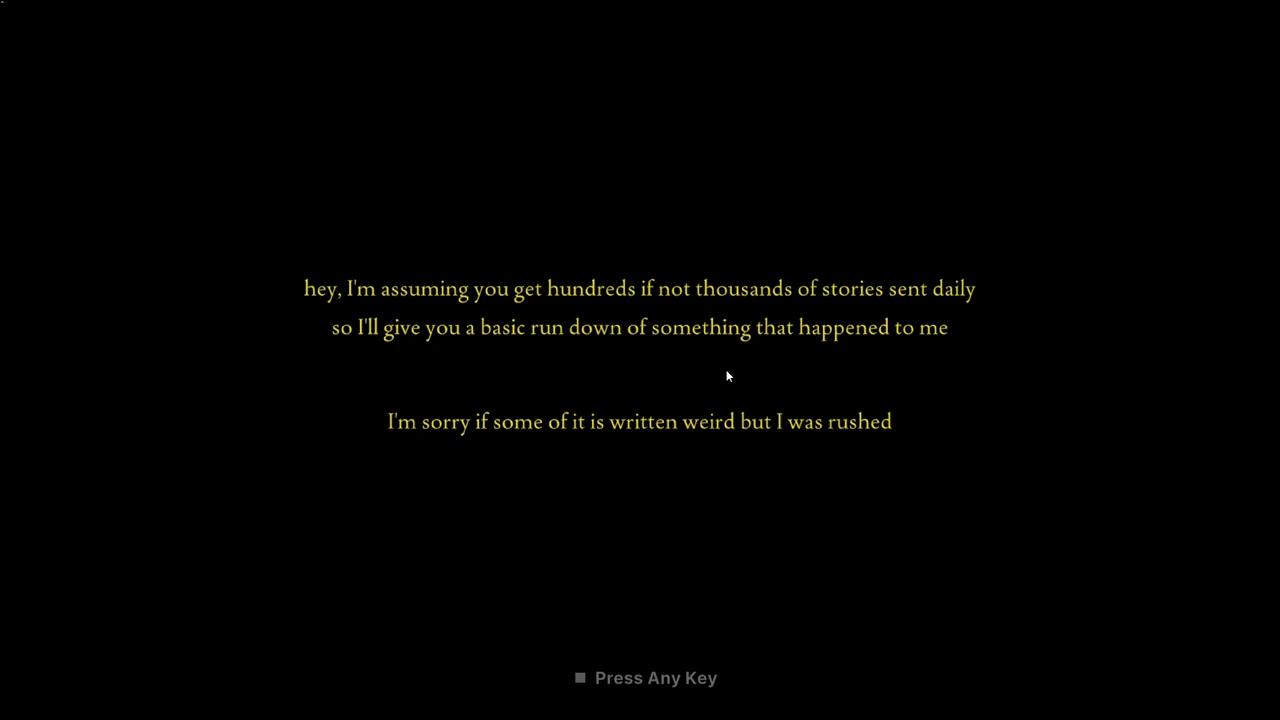 hey, I'm assuming you get hundreds if not thousands of stories sent daily
so I'll give you a basic run down of something that happened to me
I'm sorry if some of it is written weird but I was rushed
Press Any Key